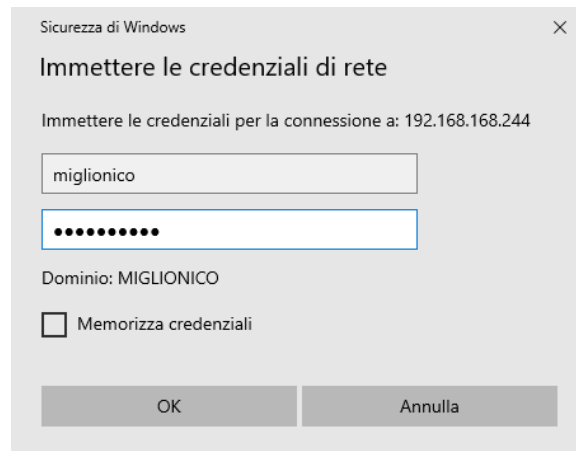 Sicurezza di Windows
Immettere le credenziali di rete
Immettere le credenziali per la connessione a: 192.168.168.244
miglionico
••••••••••
Dominio: MIGLIONICO
Memorizza credenziali
OK
Annulla